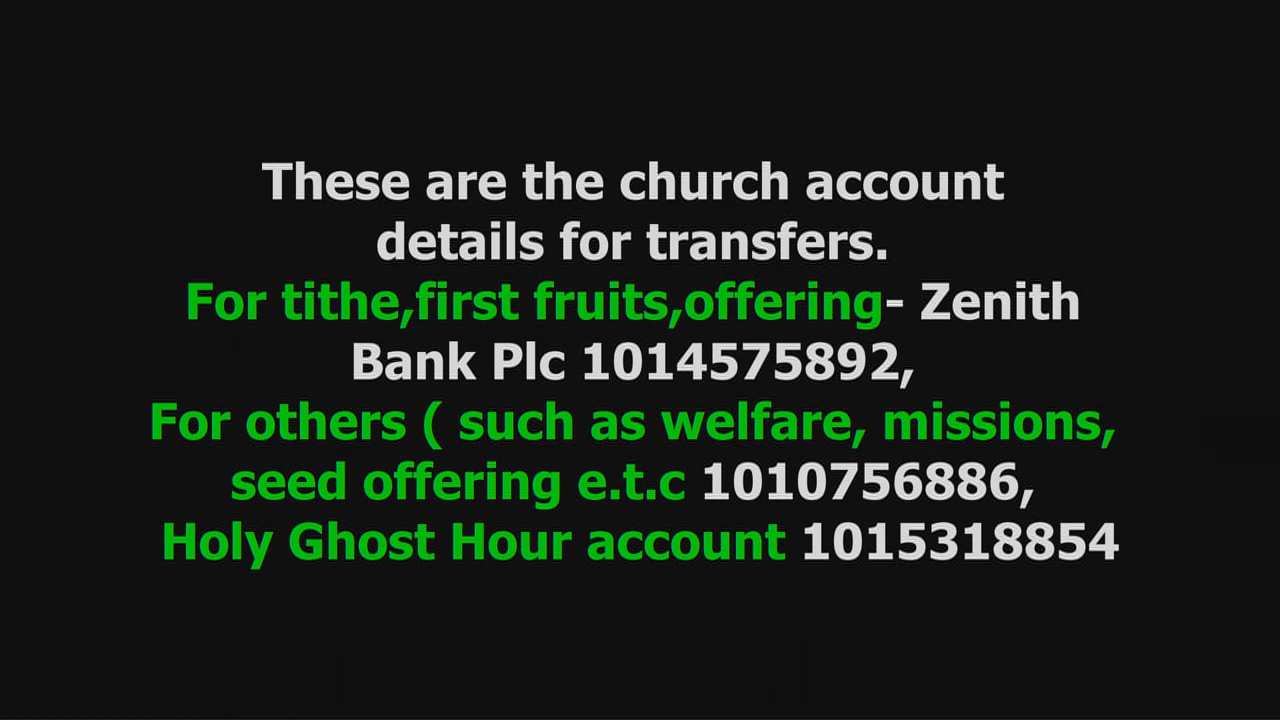 These are the church account
details for transfers.
For tithe,first fruits,offering- Zenith
Bank Plc 1014575892,
For others ( such as welfare, missions,
seed offering e.t.c 1010756886,
Holy Ghost Hour account 1015318854